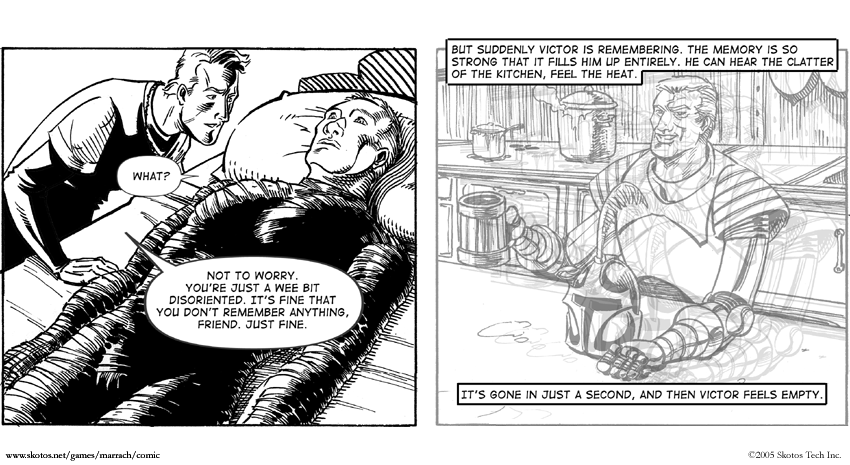 WHAT?
NOT TO WORRY.
YOU'RE JUST A WEE BIT
DISORIENTED. IT'S FINE THAT
YOU DON'T REMEMBER ANYTHING,
FRIEND. JUST FINE.
BUT SUDDENLY VICTOR IS REMEMBERING. THE MEMORY IS SO
STRONG THAT IT FILLS HIM UP ENTIRELY. HE CAN HEAR THE CLATTER
OF THE KITCHEN, FEEL THE HEAT.
IT'S GONE IN JUST A SECOND, AND THEN VICTOR FEELS EMPTY.
www.skotos.net/games/marrach/comic
©2005 Skotos Tech Inc.